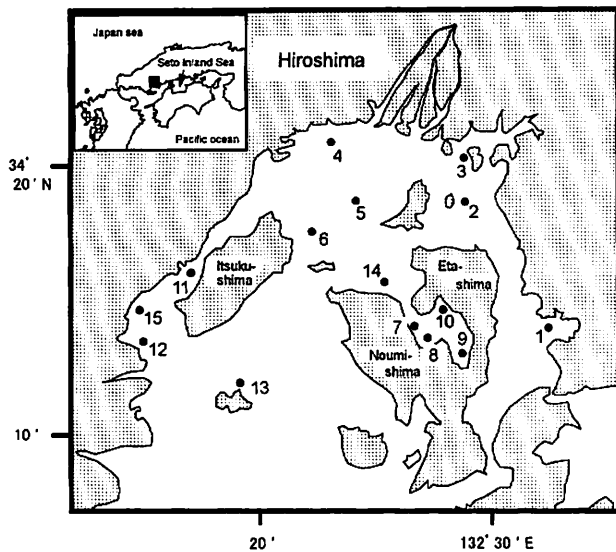 Japan sea
Seto Inland Sea
Pacific ocean
Hiroshima
34°
20' N
4
3
5
2
6
14
Eta-
shima
11
Itsuku-
shima
15
7
10
1
12
8
9
Noumi-
shima
13
10'
20'
132° 30' E